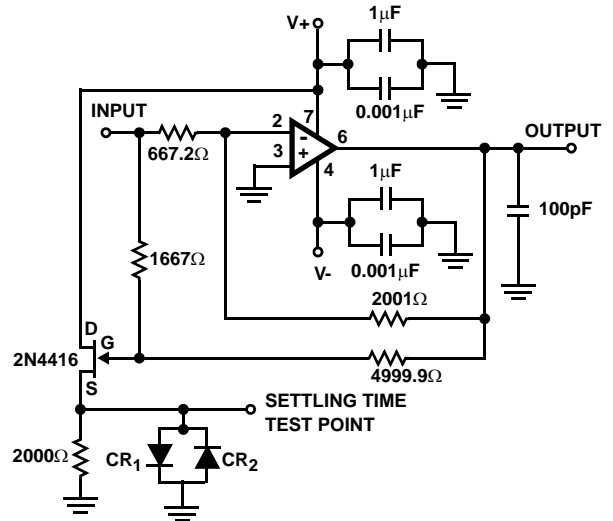 1μF
V+
0.001μF
INPUT
7
2
-
6
OUTPUT
667.2Ω
3
+
4
1μF
100pF
1667Ω
V-
0.001μF
2001Ω
D
G
2N4416
4999.9Ω
S
SETTLING TIME
TEST POINT
2000Ω
CR1
CR2